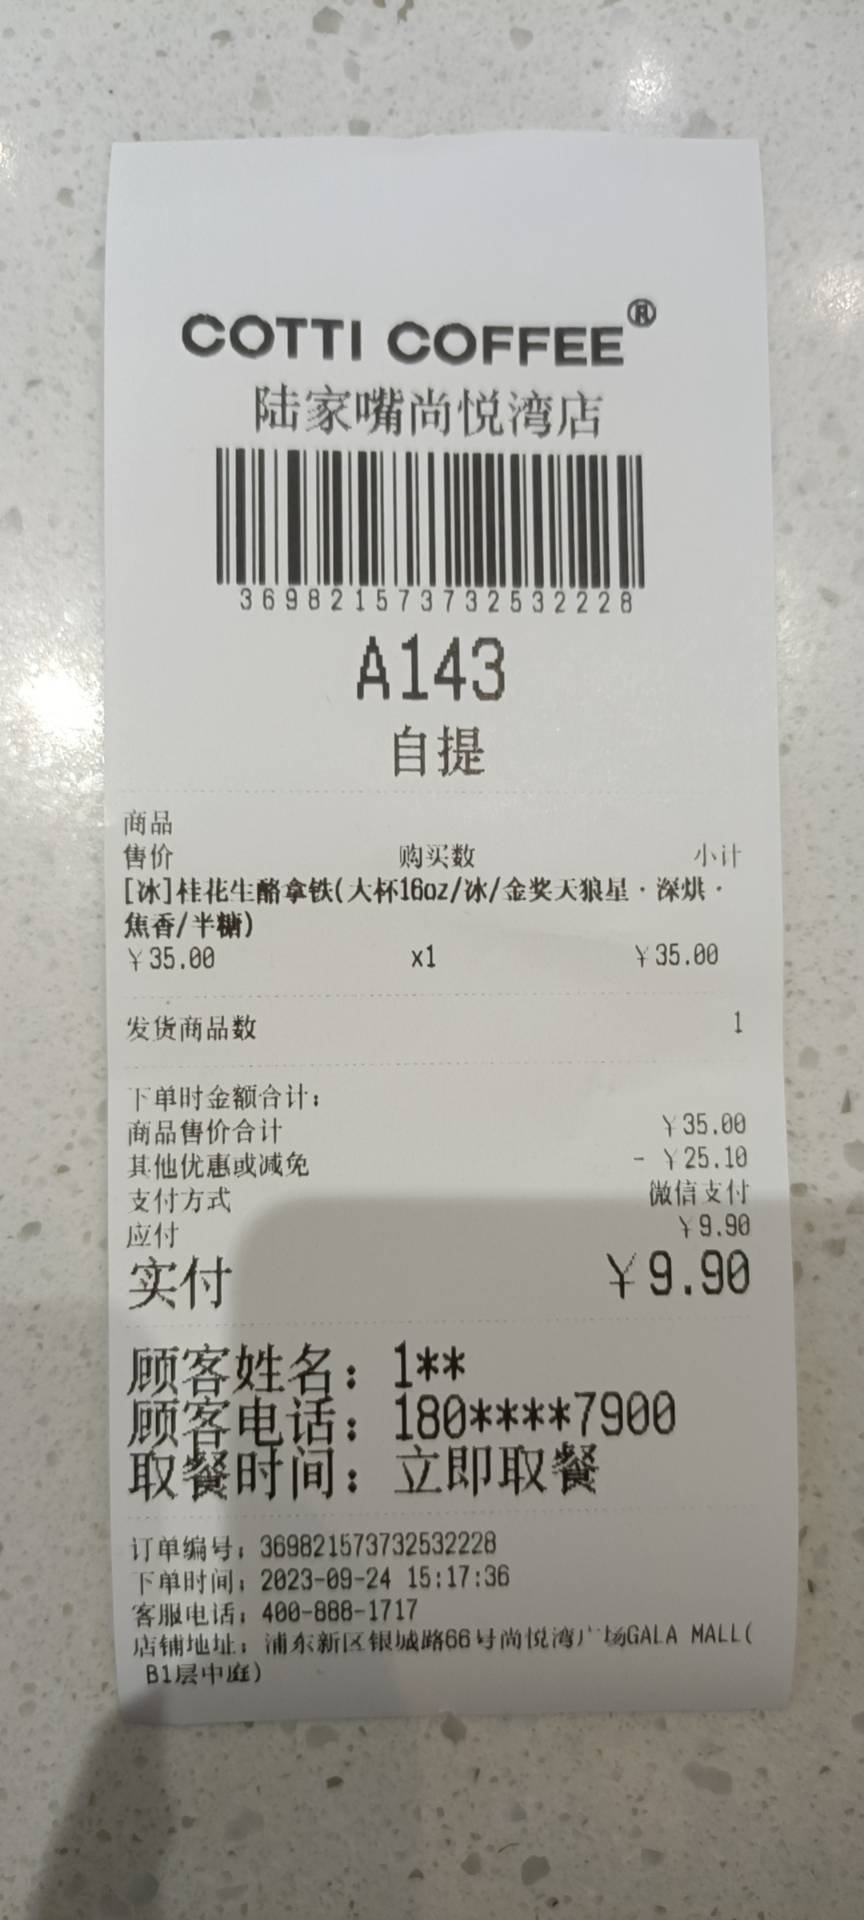 COTTI COFFEE®
陆家嘴尚悦湾店
369821573732532228
A143
自提
商品
售价 购买数 小计
[冰]桂花生酪拿铁(大杯16oz/冰/金奖天狼星·深烘·
焦香/半糖)
￥35.00 x1 ￥35.00
发货商品数 1
下单时金额合计:
商品售价合计 ￥35.00
其他优惠或减免 - ￥25.10
支付方式 微信支付
应付 ￥9.90
实付 ￥9.90
顾客姓名: 1**
顾客电话: 180****7900
取餐时间: 立即取餐
订单编号: 369821573732532228
下单时间: 2023-09-24 15:17:36
客服电话: 400-888-1717
店铺地址: 浦东新区银城路66号尚悦湾广场GALA MALL(
B1层中庭)